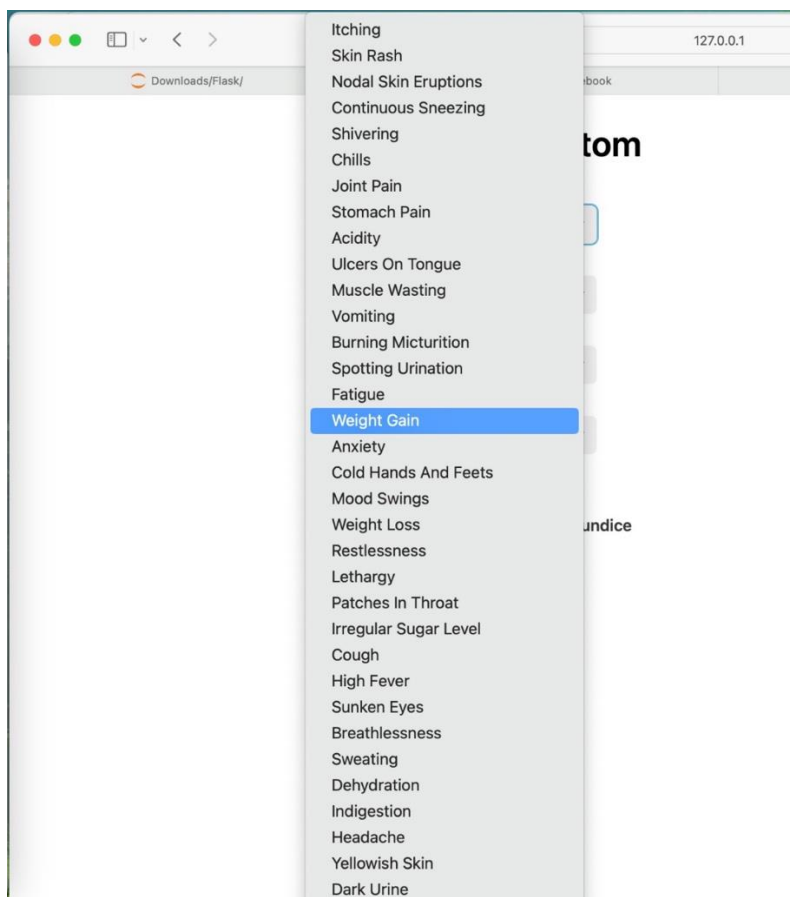 127.0.0.1
Downloads/Flask/
Itching
Skin Rash
Nodal Skin Eruptions
Continuous Sneezing
Shivering
Chills
Joint Pain
Stomach Pain
Acidity
Ulcers On Tongue
Muscle Wasting
Vomiting
Burning Micturition
Spotting Urination
Fatigue
Weight Gain
Anxiety
Cold Hands And Feets
Mood Swings
Weight Loss
Restlessness
Lethargy
Patches In Throat
Irregular Sugar Level
Cough
High Fever
Sunken Eyes
Breathlessness
Sweating
Dehydration
Indigestion
Headache
Yellowish Skin
Dark Urine
ebook
tom
undice